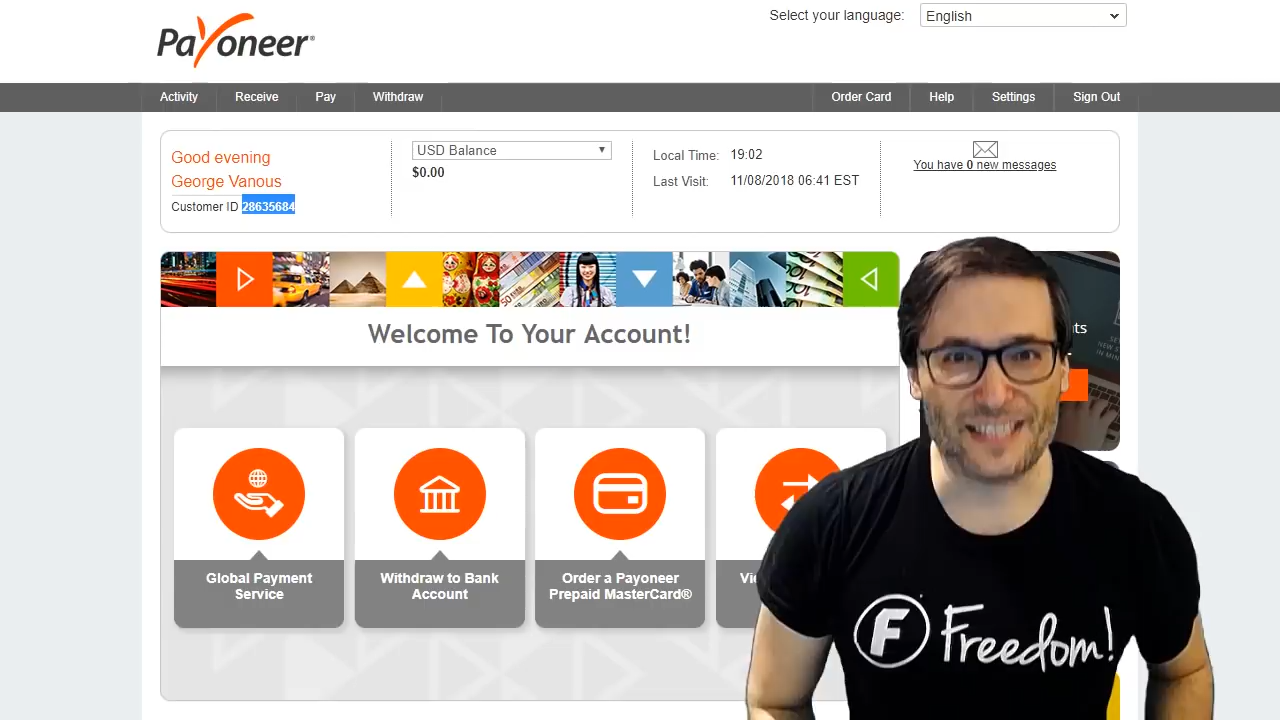 Payoneer
Select your language: English
Activity Receive Pay Withdraw Order Card Help Settings Sign Out
Good evening
George Vanous
Customer ID 28635684
USD Balance
$0.00
Local Time: 19:02
Last Visit: 11/08/2018 06:41 EST
You have 0 new messages
Welcome To Your Account!
Global Payment
Service
Withdraw to Bank
Account
Order a Payoneer
Prepaid MasterCard®
F Freedom!